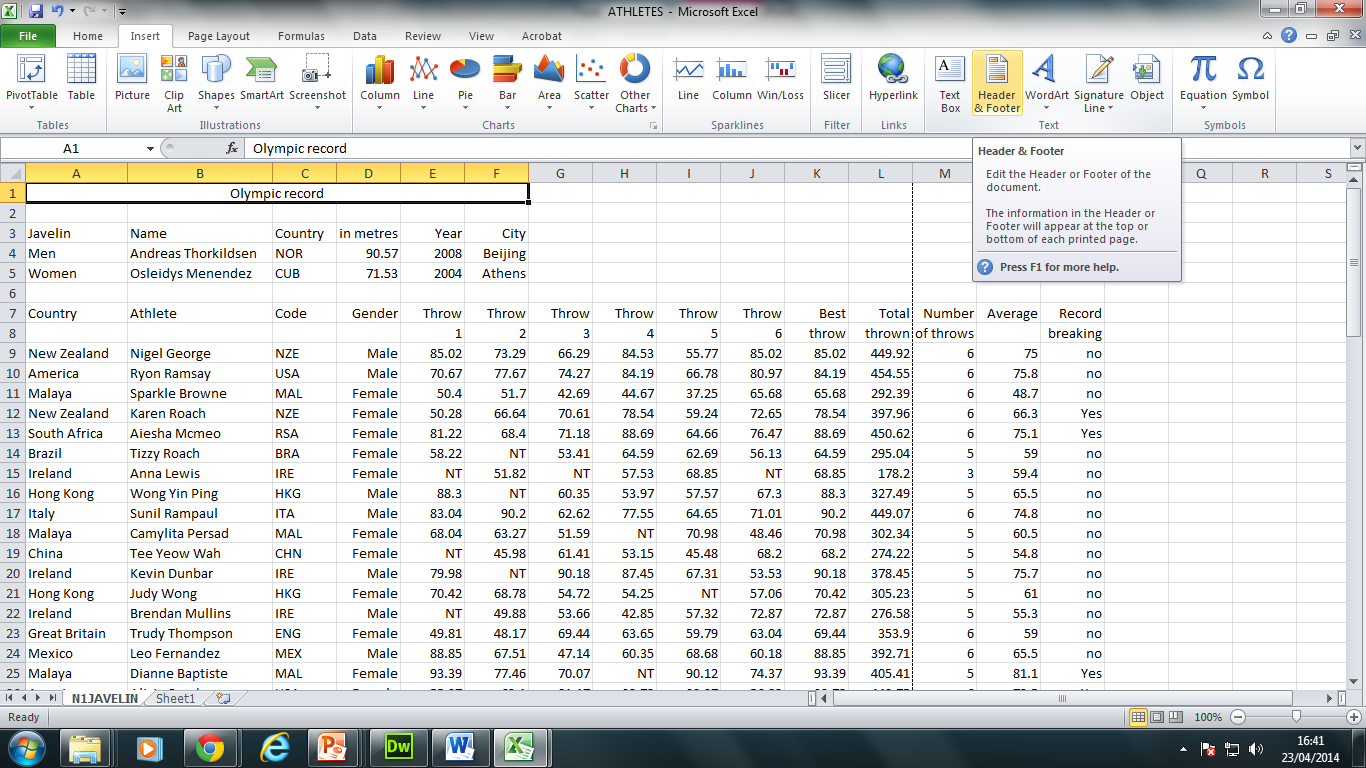 ATHLETES - Microsoft Excel
File Home Insert Page Layout Formulas Data Review View Acrobat
PivotTable Table Picture Clip Art Shapes SmartArt Screenshot Column Line Pie Bar Area Scatter Other Charts Line Column Win/Loss Slicer Hyperlink Text Box Header & Footer WordArt Signature Line Object Equation Symbol
Tables Illustrations Charts Sparklines Filter Links Text Symbols
A1 fx Olympic record
Header & Footer
Edit the Header or Footer of the
document.
The information in the Header or
Footer will appear at the top or
bottom of each printed page.
Press F1 for more help.
A B C D E F G H I J K L M Q R S
1 Olympic record
2
3 Javelin Name Country in metres Year City
4 Men Andreas Thorkildsen NOR 90.57 2008 Beijing
5 Women Osleidys Menendez CUB 71.53 2004 Athens
6
7 Country Athlete Code Gender Throw Throw Throw Throw Throw Throw Best Total Number Average Record
8 1 2 3 4 5 6 throw thrown of throws breaking
9 New Zealand Nigel George NZE Male 85.02 73.29 66.29 84.53 55.77 85.02 85.02 449.92 6 75 no
10 America Ryon Ramsay USA Male 70.67 77.67 74.27 84.19 66.78 80.97 84.19 454.55 6 75.8 no
11 Malaya Sparkle Browne MAL Female 50.4 51.7 42.69 44.67 37.25 65.68 65.68 292.39 6 48.7 no
12 New Zealand Karen Roach NZE Female 50.28 66.64 70.61 78.54 59.24 72.65 78.54 397.96 6 66.3 Yes
13 South Africa Aiesha Mcmeo RSA Female 81.22 68.4 71.18 88.69 64.66 76.47 88.69 450.62 6 75.1 Yes
14 Brazil Tizzy Roach BRA Female 58.22 NT 53.41 64.59 62.69 56.13 64.59 295.04 5 59 no
15 Ireland Anna Lewis IRE Female NT 51.82 NT 57.53 68.85 NT 68.85 178.2 3 59.4 no
16 Hong Kong Wong Yin Ping HKG Male 88.3 NT 60.35 53.97 57.57 67.3 88.3 327.49 5 65.5 no
17 Italy Sunil Rampaul ITA Male 83.04 90.2 62.62 77.55 64.65 71.01 90.2 449.07 6 74.8 no
18 Malaya Camylita Persad MAL Female 68.04 63.27 51.59 NT 70.98 48.46 70.98 302.34 5 60.5 no
19 China Tee Yeow Wah CHN Female NT 45.98 61.41 53.15 45.48 68.2 68.2 274.22 5 54.8 no
20 Ireland Kevin Dunbar IRE Male 79.98 NT 90.18 87.45 67.31 53.53 90.18 378.45 5 75.7 no
21 Hong Kong Judy Wong HKG Female 70.42 68.78 54.72 54.25 NT 57.06 70.42 305.23 5 61 no
22 Ireland Brendan Mullins IRE Male NT 49.88 53.66 42.85 57.32 72.87 72.87 276.58 5 55.3 no
23 Great Britain Trudy Thompson ENG Female 49.81 48.17 69.44 63.65 59.79 63.04 69.44 353.9 6 59 no
24 Mexico Leo Fernandez MEX Male 88.85 67.51 47.14 60.35 68.68 60.18 88.85 392.71 6 65.5 no
25 Malaya Dianne Baptiste MAL Female 93.39 77.46 70.07 NT 90.12 74.37 93.39 405.41 5 81.1 Yes
N1JAVELIN Sheet1
Ready 100%
Dw W
16:41
23/04/2014